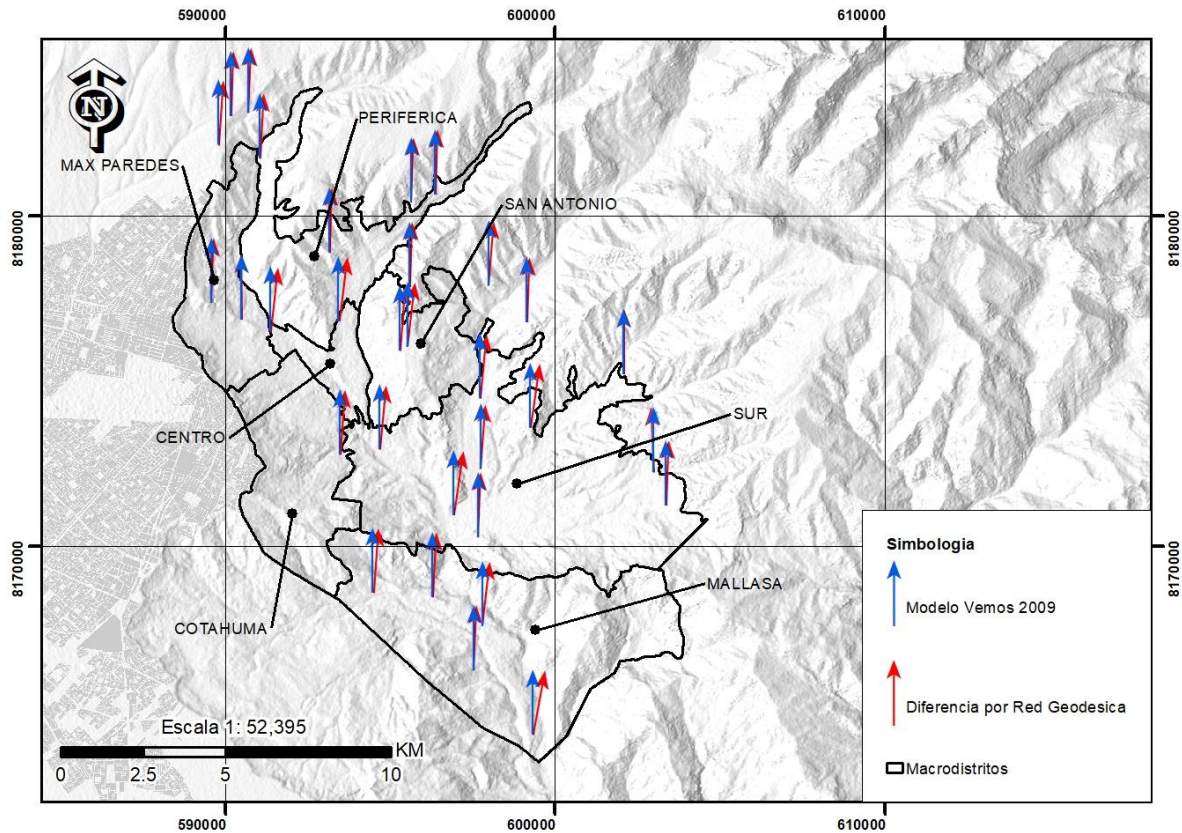 590000 600000 610000
N
PERIFERICA
MAX PAREDES
SAN ANTONIO
8180000 8180000
CENTRO
SUR
8170000 8170000
COTAHUMA
MALLASA
Simbologia
Modelo Vemos 2009
Diferencia por Red Geodesica
Macrodistritos
Escala 1: 52,395
KM
0 2.5 5 10
590000 600000 610000